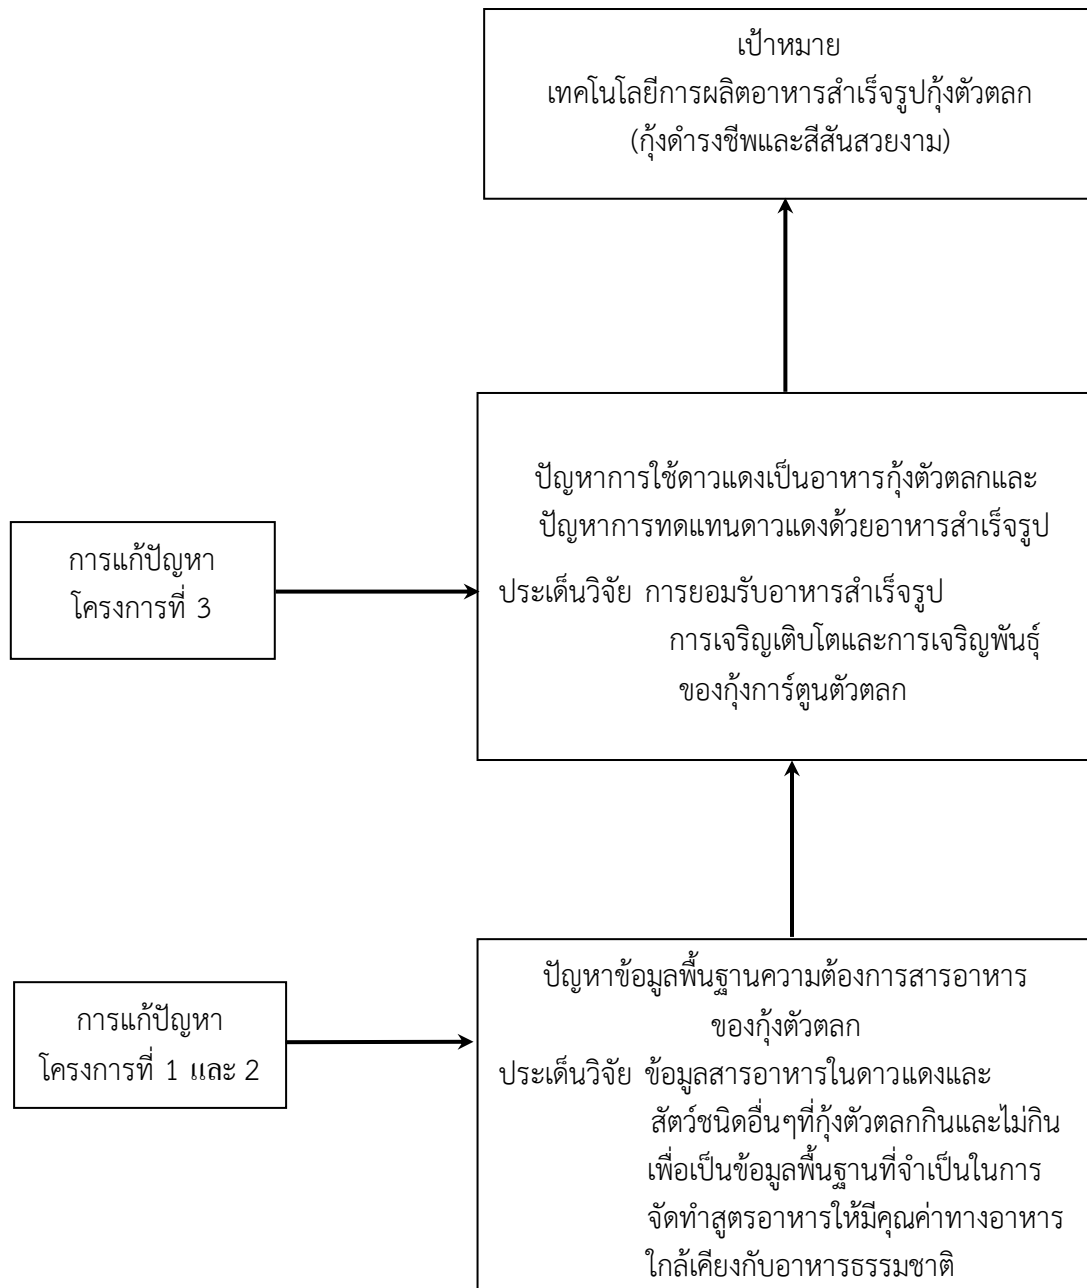 เป้าหมาย
เทคโนโลยีการผลิตอาหารสำเร็จรูปกุ้งตัวตลก
(กุ้งดำรงชีพและสีสันสวยงาม)
ปัญหาการใช้ดาวแดงเป็นอาหารกุ้งตัวตลกและ
ปัญหาการทดแทนดาวแดงด้วยอาหารสำเร็จรูป
ประเด็นวิจัย การยอมรับอาหารสำเร็จรูป
การเจริญเติบโตและการเจริญพันธุ์
ของกุ้งการ์ตูนตัวตลก
การแก้ปัญหา
โครงการที่ 3
ปัญหาข้อมูลพื้นฐานความต้องการสารอาหาร
ของกุ้งตัวตลก
ประเด็นวิจัย ข้อมูลสารอาหารในดาวแดงและ
สัตว์ชนิดอื่นๆที่กุ้งตัวตลกกินและไม่กิน
เพื่อเป็นข้อมูลพื้นฐานที่จำเป็นในการ
จัดทำสูตรอาหารให้มีคุณค่าทางอาหาร
ใกล้เคียงกับอาหารธรรมชาติ
การแก้ปัญหา
โครงการที่ 1 และ 2